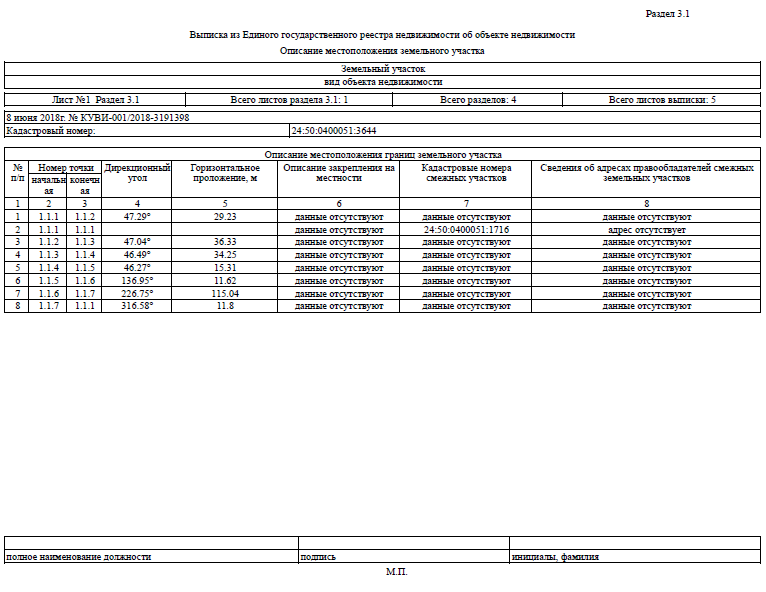 Раздел 3.1
Выписка из Единого государственного реестра недвижимости об объекте недвижимости
Описание местоположения земельного участка
Земельный участок
вид объекта недвижимости
Лист №1 Раздел 3.1 Всего листов раздела 3.1: 1 Всего разделов: 4 Всего листов выписки: 5
8 июня 2018г. № КУВИ-001/2018-3191398
Кадастровый номер: 24:50:0400051:3644
Описание местоположения границ земельного участка
№ Номер точки Дирекционный Горизонтальное Описание закрепления на Кадастровые номера Сведения об адресах правообладателей смежных
п/п начальн конечн угол проложение, м местности смежных участков земельных участков
ая ая
1 2 3 4 5 6 7 8
1 1.1.1 1.1.2 47.29° 29.23 данные отсутствуют данные отсутствуют данные отсутствуют
2 1.1.1 1.1.1 данные отсутствуют 24:50:0400051:1716 адрес отсутствует
3 1.1.2 1.1.3 47.04° 36.33 данные отсутствуют данные отсутствуют данные отсутствуют
4 1.1.3 1.1.4 46.49° 34.25 данные отсутствуют данные отсутствуют данные отсутствуют
5 1.1.4 1.1.5 46.27° 15.31 данные отсутствуют данные отсутствуют данные отсутствуют
6 1.1.5 1.1.6 136.95° 11.62 данные отсутствуют данные отсутствуют данные отсутствуют
7 1.1.6 1.1.7 226.75° 115.04 данные отсутствуют данные отсутствуют данные отсутствуют
8 1.1.7 1.1.1 316.58° 11.8 данные отсутствуют данные отсутствуют данные отсутствуют
полное наименование должности подпись инициалы, фамилия
М.П.